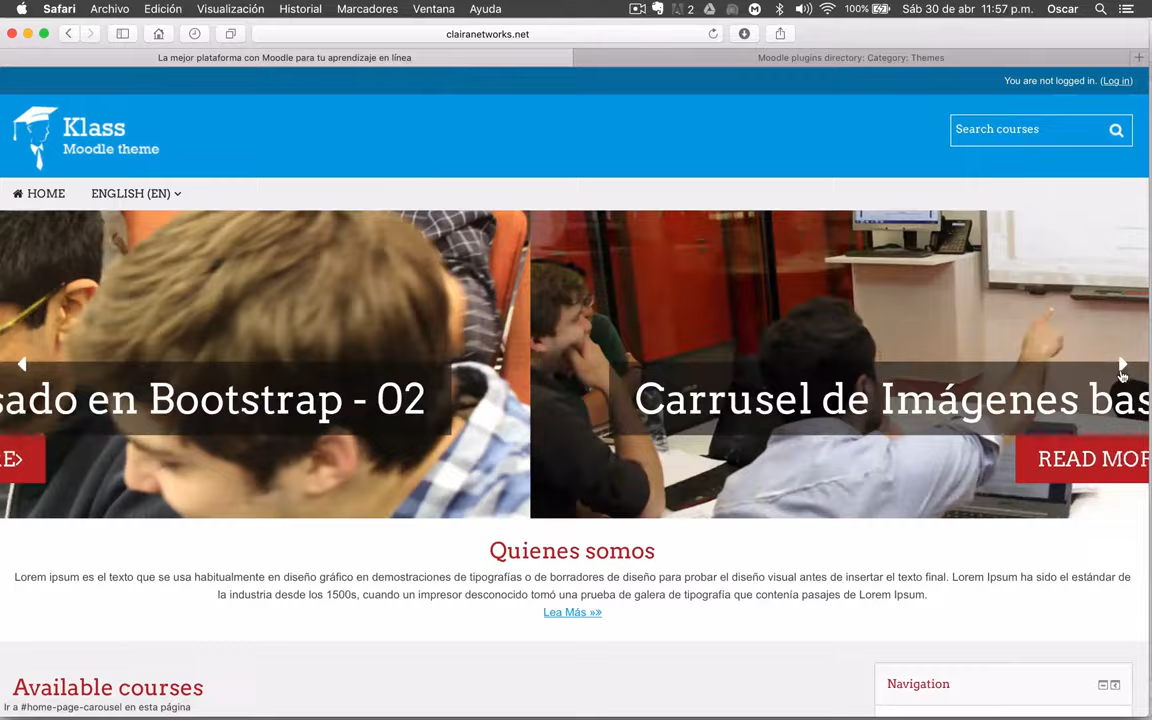 Safari Archivo Edición Visualización Historial Marcadores Ventana Ayuda 2 100% Sáb 30 de abr 11:57 p.m. Oscar
clairanetworks.net
La mejor plataforma con Moodle para tu aprendizaje en línea
Moodle plugins directory: Category: Themes
You are not logged in. (Log in)
Klass
Moodle theme
Search courses
HOME ENGLISH (EN)
sado en Bootstrap - 02
Carrusel de Imágenes bas
RE>
READ MOR
Quienes somos
Lorem ipsum es el texto que se usa habitualmente en diseño gráfico en demostraciones de tipografías o de borradores de diseño para probar el diseño visual antes de insertar el texto final. Lorem Ipsum ha sido el estándar de
la industria desde los 1500s, cuando un impresor desconocido tomó una prueba de galera de tipografía que contenía pasajes de Lorem Ipsum.
Lea Más »»
Available courses
Navigation
Ir a #home-page-carousel en esta página